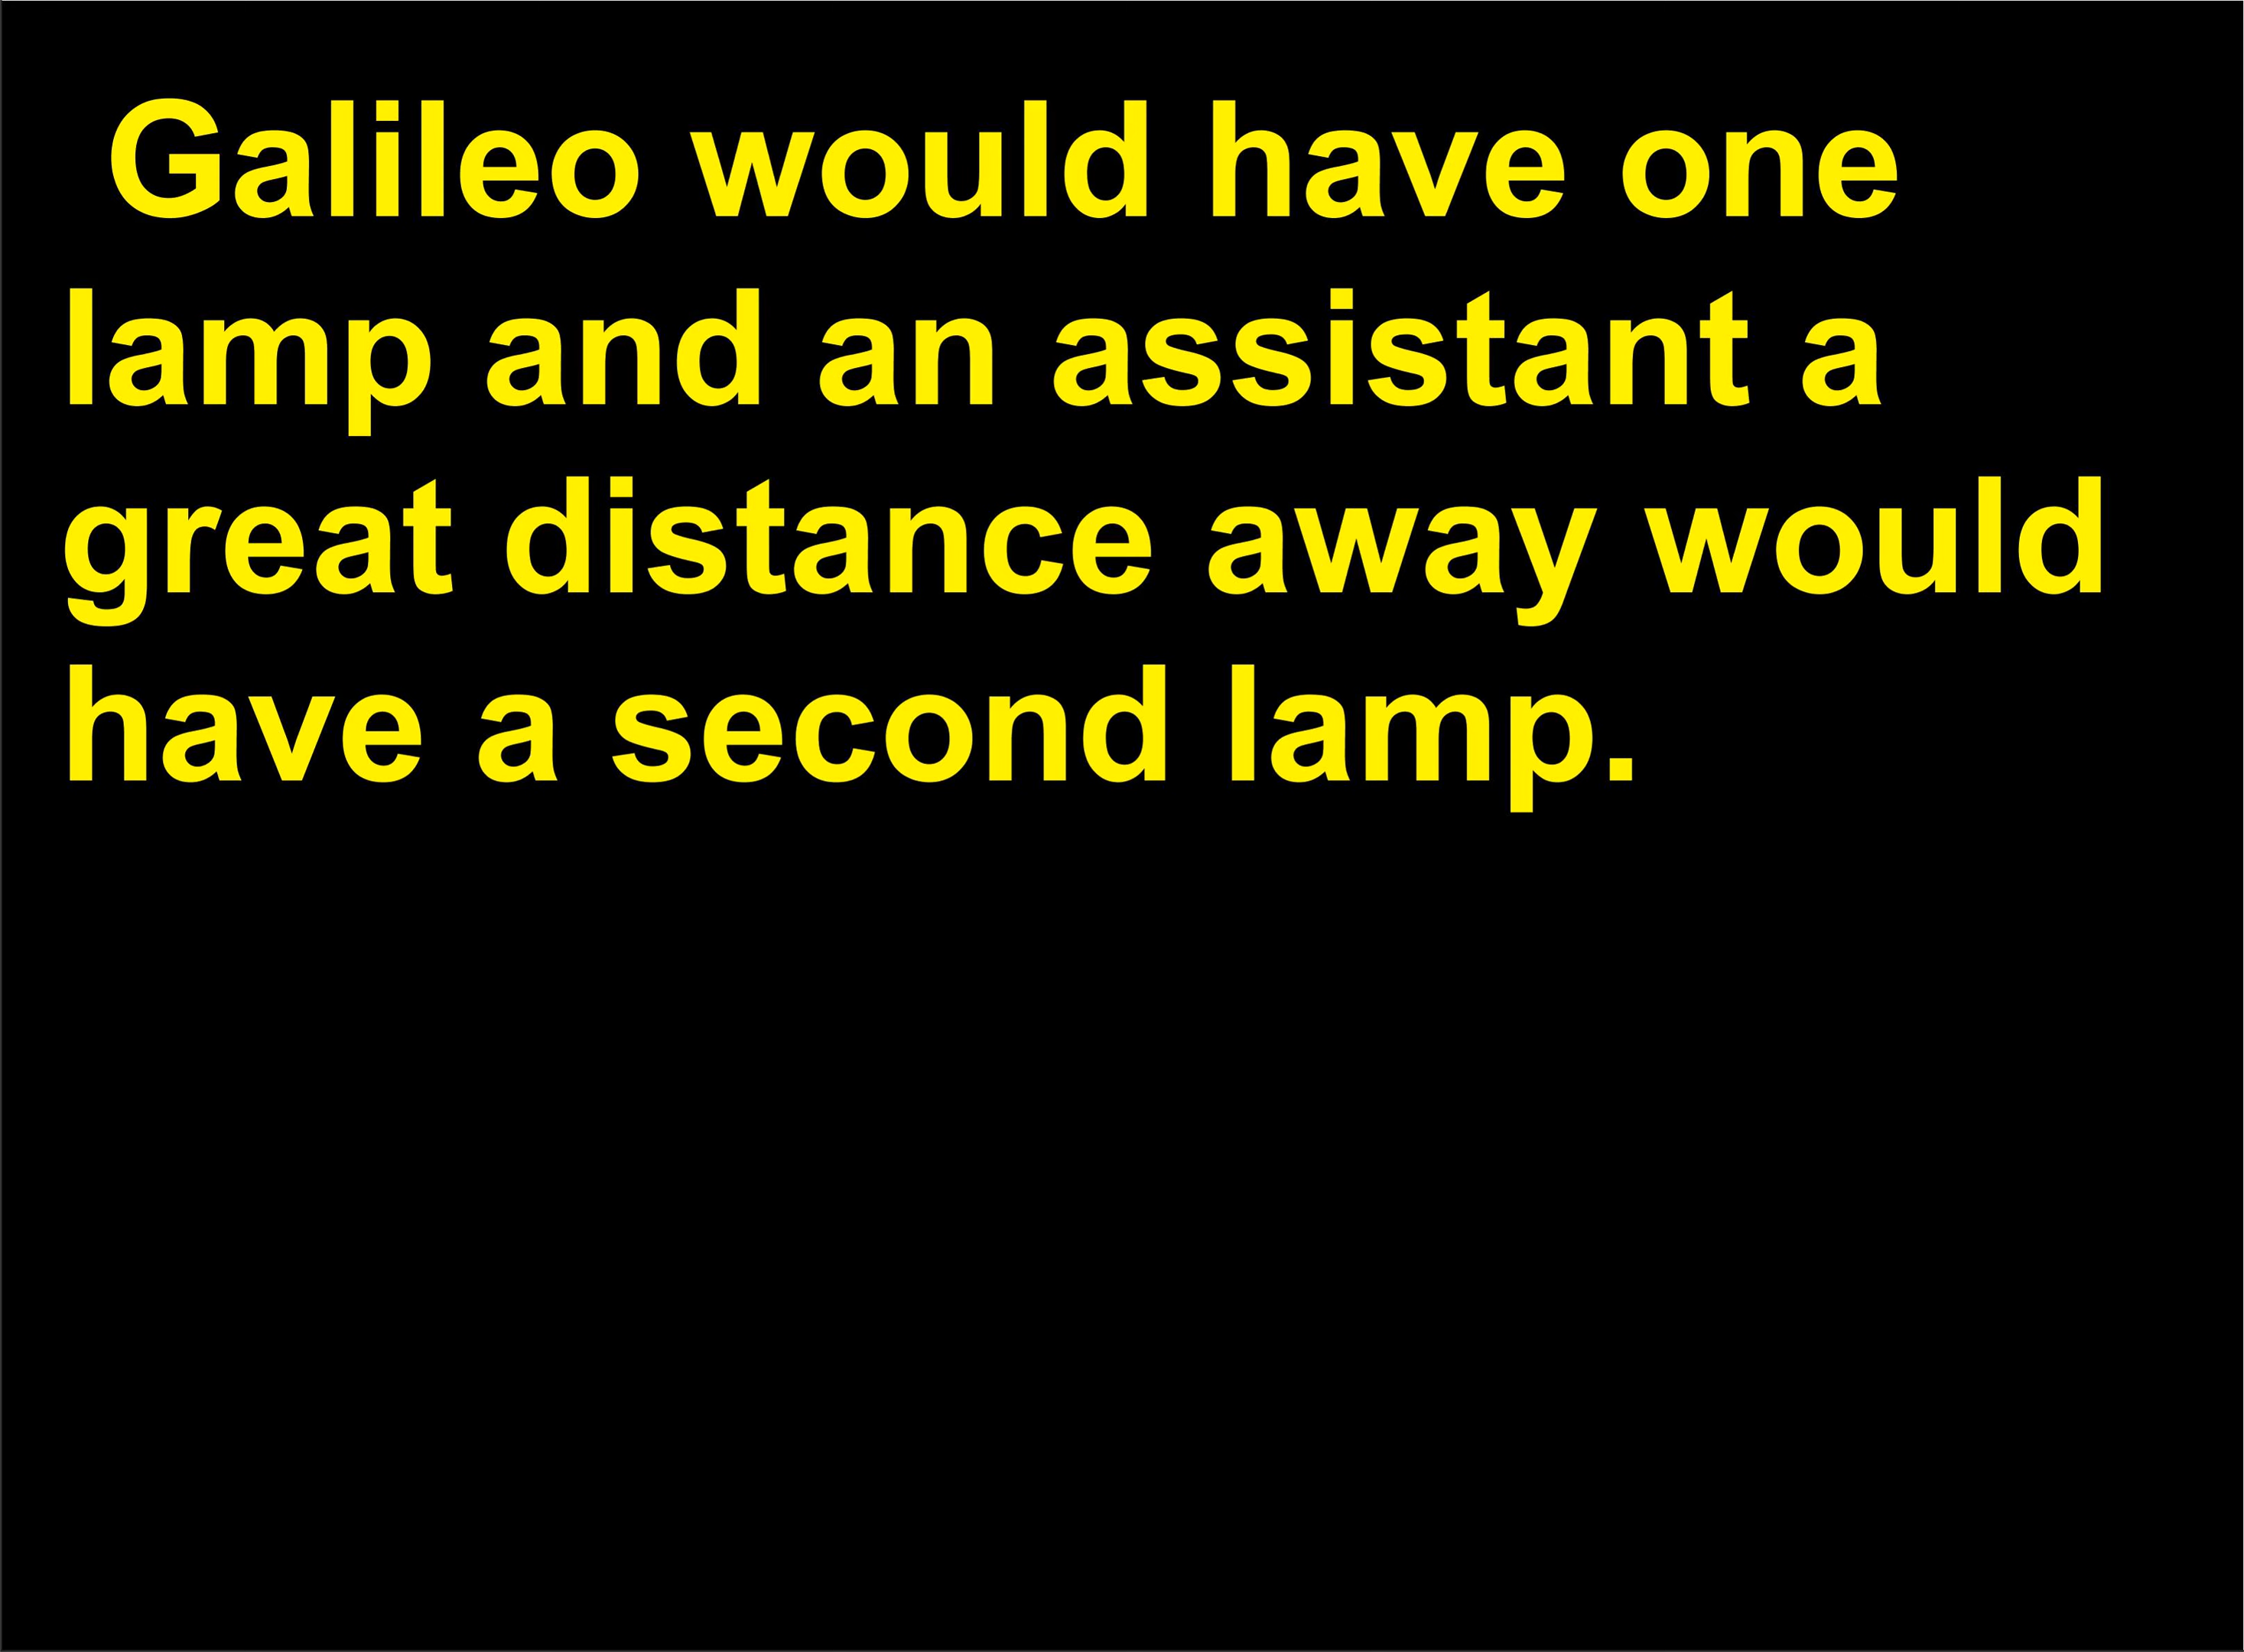 Galileo would have one
lamp and an assistant a
great distance away would
have a second lamp.